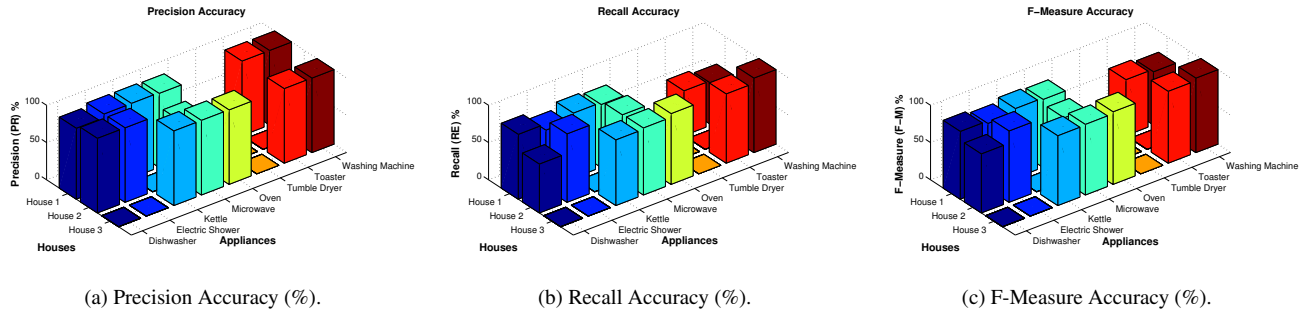 Precision Accuracy
Precision (PR) %
100
50
0
House 1
House 2
House 3
Houses
Dishwasher
Electric Shower
Kettle
Microwave
Oven
Tumble Dryer
Toaster
Washing Machine
Appliances
(a) Precision Accuracy (%).
Recall Accuracy
Recall (RE) %
100
50
0
House 1
House 2
House 3
Houses
Dishwasher
Electric Shower
Kettle
Microwave
Oven
Tumble Dryer
Toaster
Washing Machine
Appliances
(b) Recall Accuracy (%).
F−Measure Accuracy
F−Measure (F−M) %
100
50
0
House 1
House 2
House 3
Houses
Dishwasher
Electric Shower
Kettle
Microwave
Oven
Tumble Dryer
Toaster
Washing Machine
Appliances
(c) F-Measure Accuracy (%).